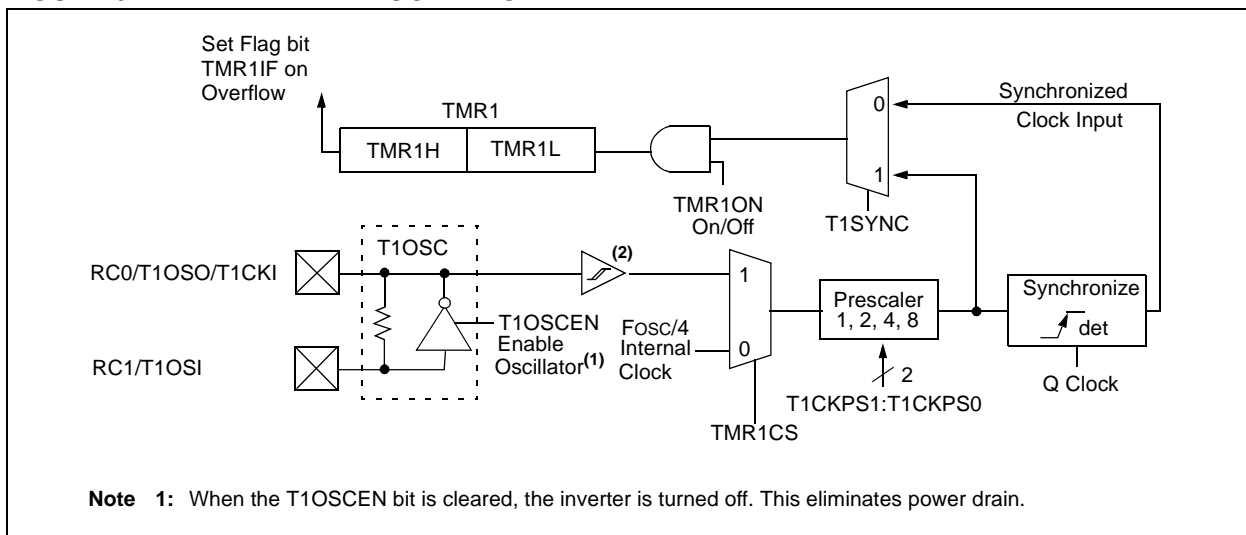 Set Flag bit
TMR1IF on
Overflow
TMR1
TMR1H
TMR1L
TMR1ON
On/Off
0
1
T1SYNC
Synchronized
Clock Input
RC0/T1OSO/T1CKI
T1OSC
(2)
RC1/T1OSI
T1OSCEN
Enable
Oscillator(1)
FOSC/4
Internal
Clock
1
0
TMR1CS
Prescaler
1, 2, 4, 8
2
T1CKPS1:T1CKPS0
Synchronize
det
Q Clock
Note 1: When the T1OSCEN bit is cleared, the inverter is turned off. This eliminates power drain.